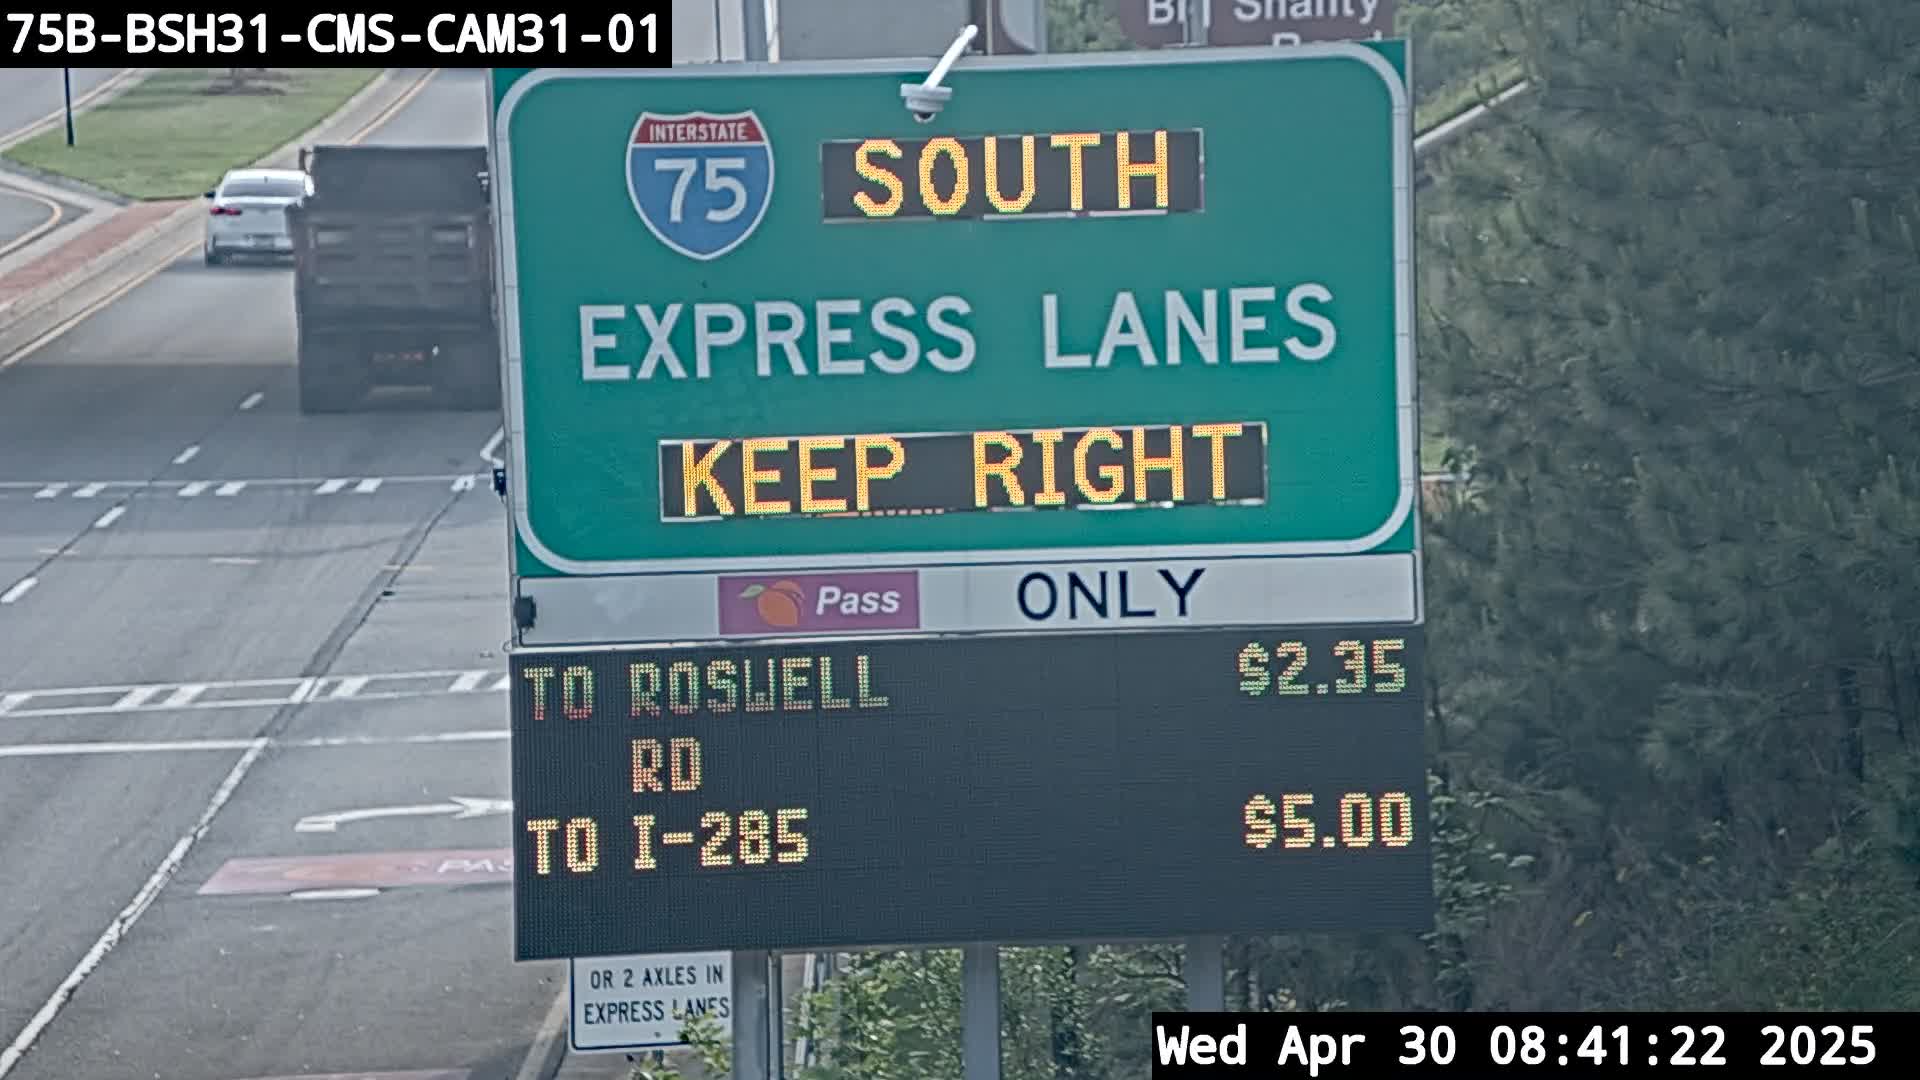 75B-BSH31-CMS-CAM31-01
Shanty
INTERSTATE
75
SOUTH
EXPRESS LANES
KEEP RIGHT
Pass ONLY
TO ROSWELL $2.35
RD
TO I-285 $5.00
OR 2 AXLES IN
EXPRESS LANES
Wed Apr 30 08:41:22 2025